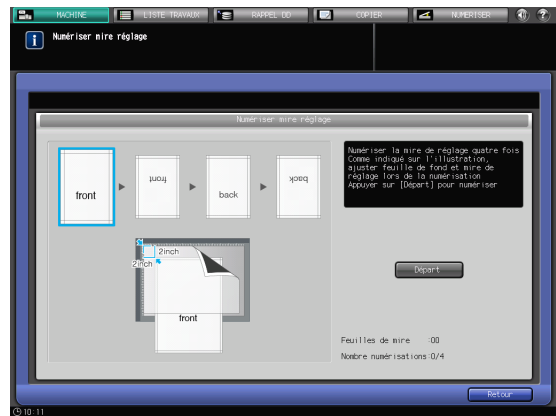 MACHINE
LISTE TRAVAUX
RAPPEL DD
COPIER
NUMERISER
Numériser mire réglage
Numériser mire réglage
front
front
back
back
Numériser la mire de réglage quatre fois
Comme indiqué sur l'illustration,
ajuster feuille de fond et mire de
réglage lors de la numérisation
Appuyer sur [Départ] pour numériser
2inch
2inch
front
Départ
Feuilles de mire :00
Nombre numérisations:0/4
Retour
10:11